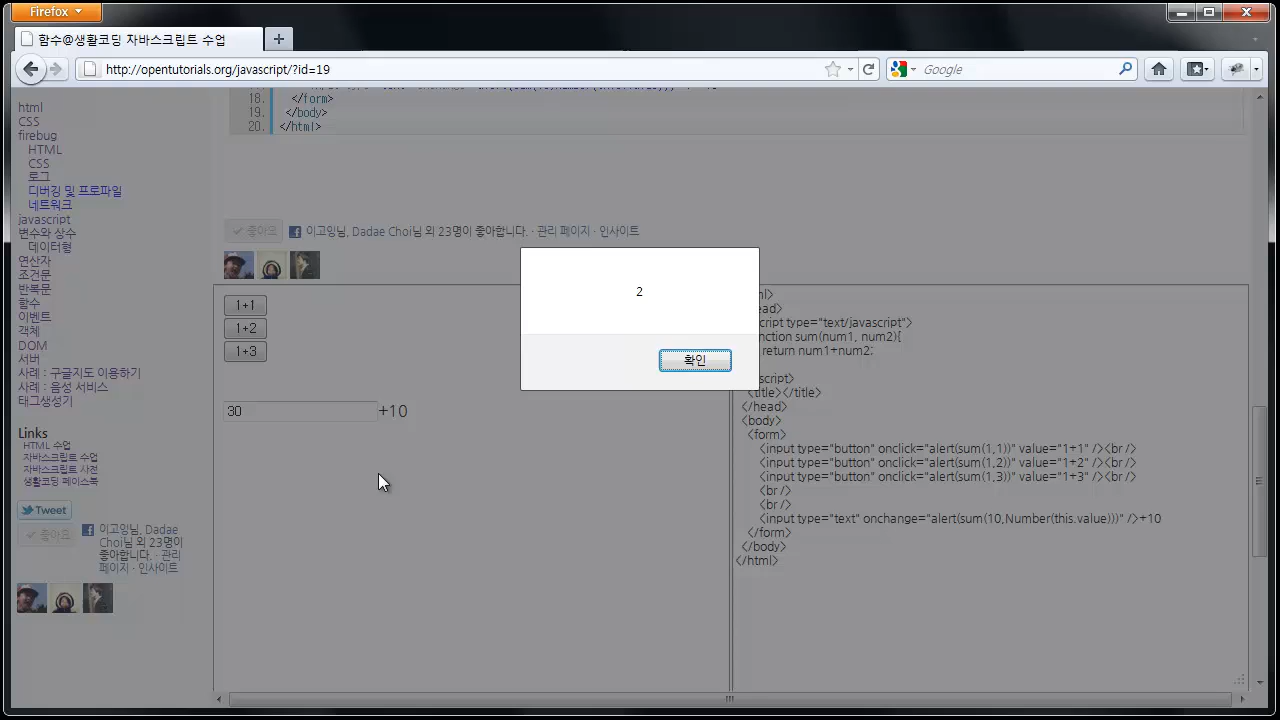 Firefox
함수@생활코딩 자바스크립트 수업
http://opentutorials.org/javascript/?id=19
Google
html
CSS
firebug
HTML
CSS
로그
디버깅 및 프로파일
네트워크
javascript
변수와 상수
데이터형
연산자
조건문
반복문
함수
이벤트
객체
DOM
서버
사례 : 구글지도 이용하기
사례 : 음성 서비스
태그생성기
Links
HTML 수업
자바스크립트 수업
자바스크립트 사전
생활코딩 페이스북
Tweet
좋아요
이고잉님, Dadae
Choi님 외 23명이
좋아합니다. · 관리
페이지 · 인사이트
18. </form>
19. </body>
20. </html>
좋아요
이고잉님, Dadae Choi님 외 23명이 좋아합니다. · 관리 페이지 · 인사이트
1+1
1+2
1+3
30 +10
2
확인
script type="text/javascript">
sum(num1, num2){
return num1+num2;
<title></title>
</head>
<body>
<form>
<input type="button" onclick="alert(sum(1,1))" value="1+1" /><br />
<input type="button" onclick="alert(sum(1,2))" value="1+2" /><br />
<input type="button" onclick="alert(sum(1,3))" value="1+3" /><br />
<br />
<br />
<input type="text" onchange="alert(sum(10,Number(this.value)))" />+10
</form>
</body>
</html>